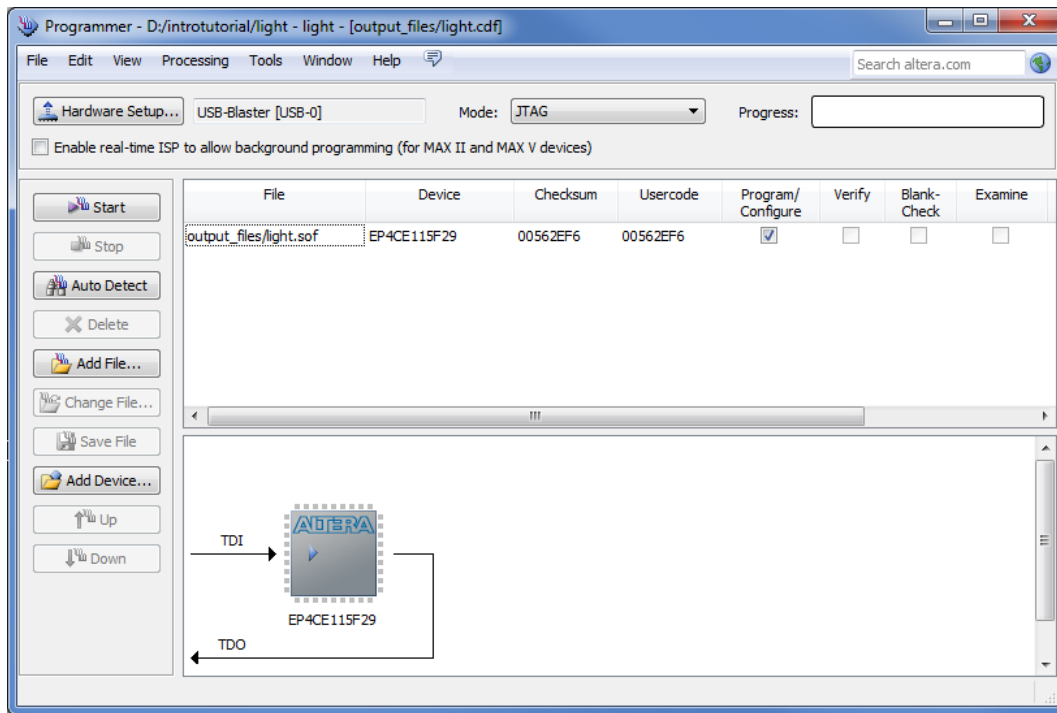 Programmer - D:/introtutorial/light - light - [output_files/light.cdf]
File Edit View Processing Tools Window Help
Search altera.com
Hardware Setup... USB-Blaster [USB-0] Mode: JTAG Progress:
Enable real-time ISP to allow background programming (for MAX II and MAX V devices)
File Device Checksum Usercode Program/ Configure Verify Blank- Check Examine
output_files/light.sof EP4CE115F29 00562EF6 00562EF6
Start
Stop
Auto Detect
Delete
Add File...
Change File...
Save File
Add Device...
Up
Down
ALTERA
TDI
EP4CE115F29
TDO